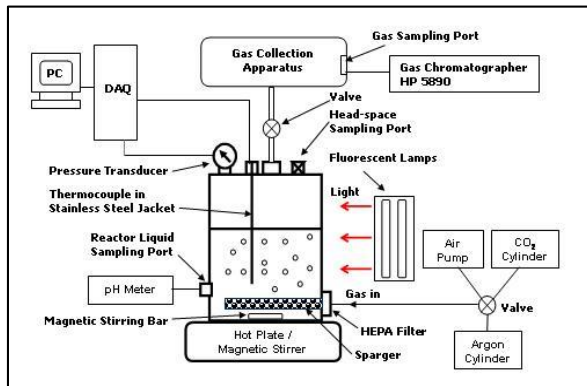 Gas Sampling Port
Gas Collection
Apparatus
Gas Chromatographer
HP 5890
PC
DAQ
Valve
Head-space
Sampling Port
Fluorescent Lamps
Pressure Transducer
Light
Thermocouple in
Stainless Steel Jacket
Reactor Liquid
Sampling Port
Air
Pump
CO₂
Cylinder
pH Meter
Gas in
Valve
Magnetic Stirring Bar
HEPA Filter
Hot Plate /
Magnetic Stirrer
Sparger
Argon
Cylinder